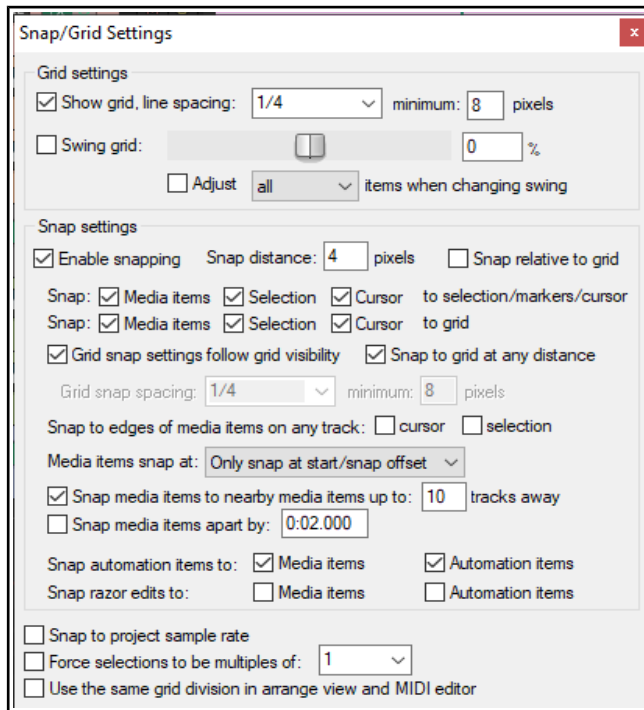 Snap/Grid Settings
x
Grid settings
Show grid, line spacing: 1/4 minimum: 8 pixels
Swing grid: 0 %
Adjust all items when changing swing
Snap settings
Enable snapping Snap distance: 4 pixels Snap relative to grid
Snap: Media items Selection Cursor to selection/markers/cursor
Snap: Media items Selection Cursor to grid
Grid snap settings follow grid visibility Snap to grid at any distance
Grid snap spacing: 1/4 minimum: 8 pixels
Snap to edges of media items on any track: cursor selection
Media items snap at: Only snap at start/snap offset
Snap media items to nearby media items up to: 10 tracks away
Snap media items apart by: 0:02.000
Snap automation items to: Media items Automation items
Snap razor edits to: Media items Automation items
Snap to project sample rate
Force selections to be multiples of: 1
Use the same grid division in arrange view and MIDI editor